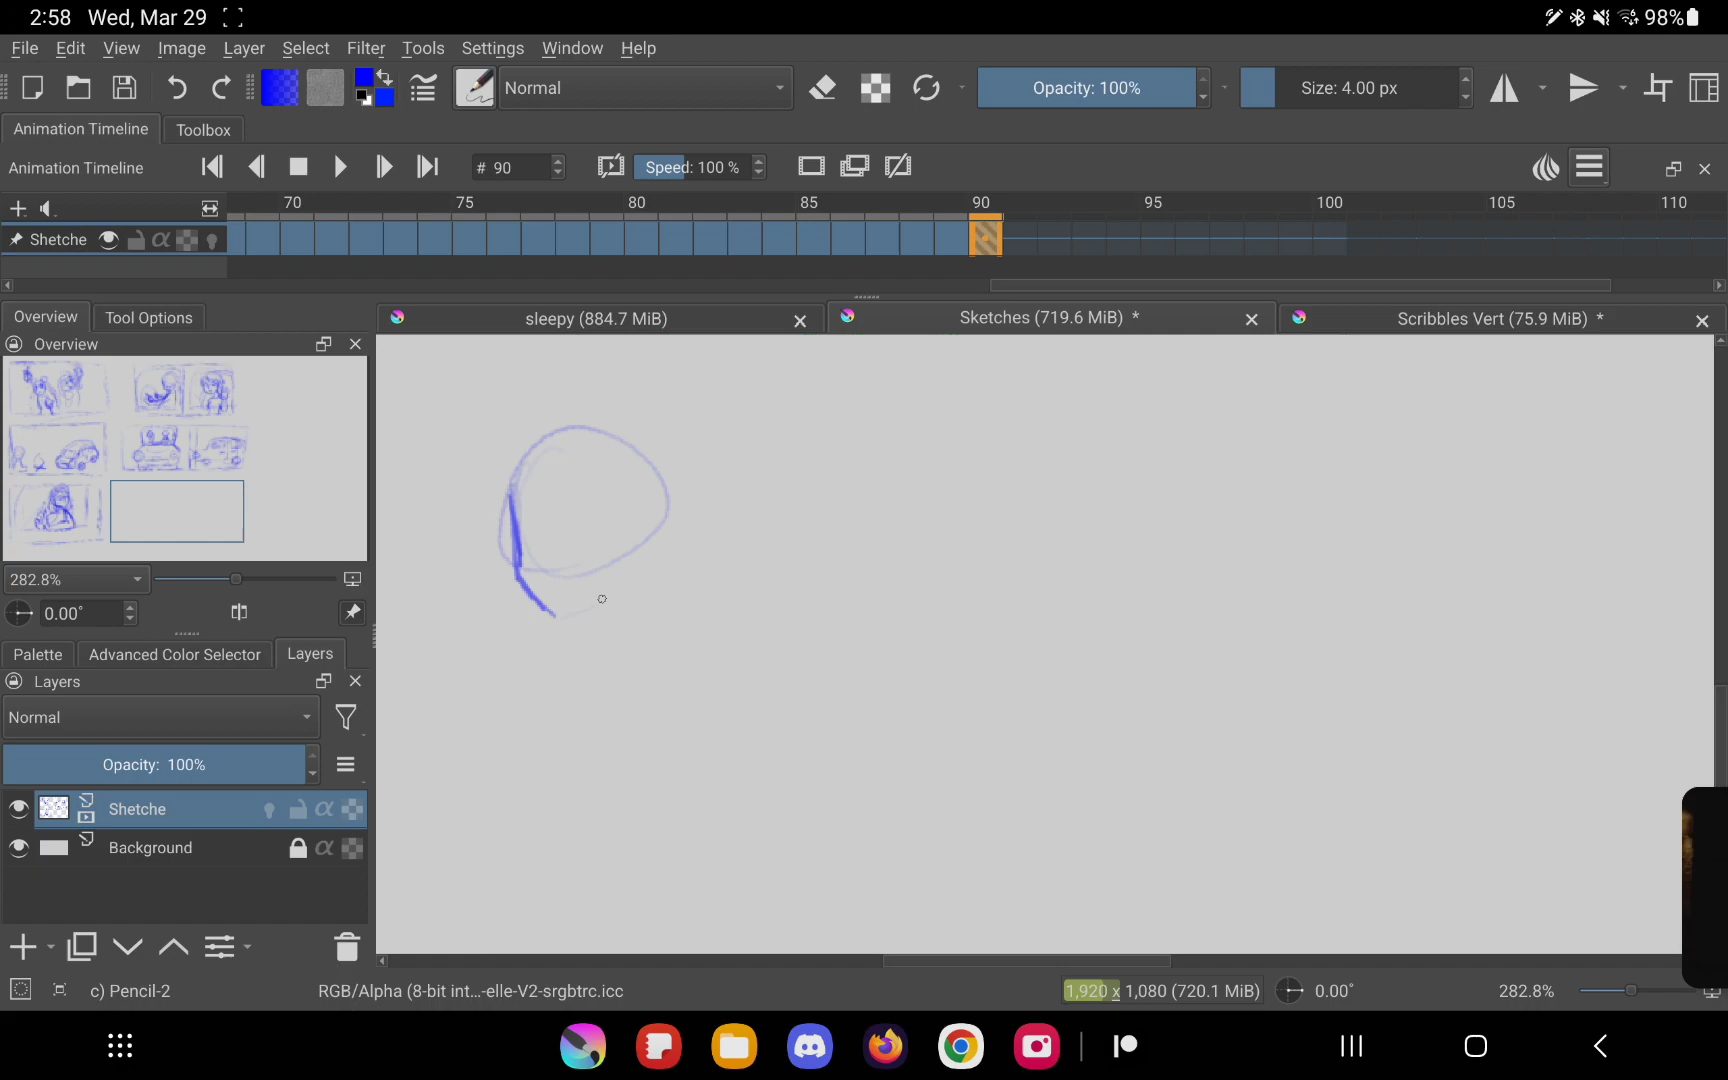 2:58 Wed, Mar 29 98%
File Edit View Image Layer Select Filter Tools Settings Window Help
Normal Opacity: 100% Size: 4.00 px
Animation Timeline Toolbox
Animation Timeline # 90 Speed: 100 %
70 75 80 85 90 95 100 105 110
Shetche α
Overview Tool Options sleepy (884.7 MiB) Sketches (719.6 MiB) * Scribbles Vert (75.9 MiB) *
Overview
282.8%
0.00°
Palette Advanced Color Selector Layers
Layers
Normal
Opacity: 100%
Shetche α
Background α
c) Pencil-2 RGB/Alpha (8-bit int...-elle-V2-srgbtrc.icc 1,920 x 1,080 (720.1 MiB) 0.00° 282.8%